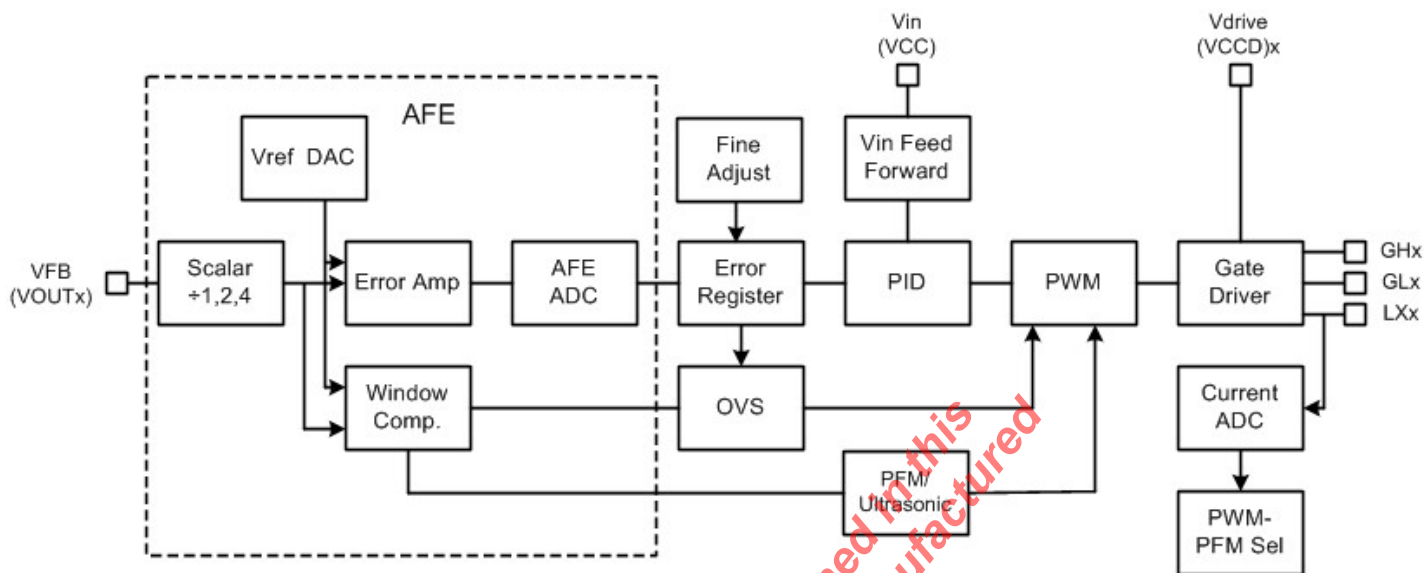 Vin
(VCC)
Vdrive
(VCCD)x
AFE
Vref DAC
Fine
Adjust
Vin Feed
Forward
VFB
(VOUTx)
Scalar
÷1,2,4
Error Amp
AFE
ADC
Error
Register
PID
PWM
Gate
Driver
GHx
GLx
LXx
Window
Comp.
OVS
Current
ADC
PFM/
Ultrasonic
PWM-
PFM Sel
in this